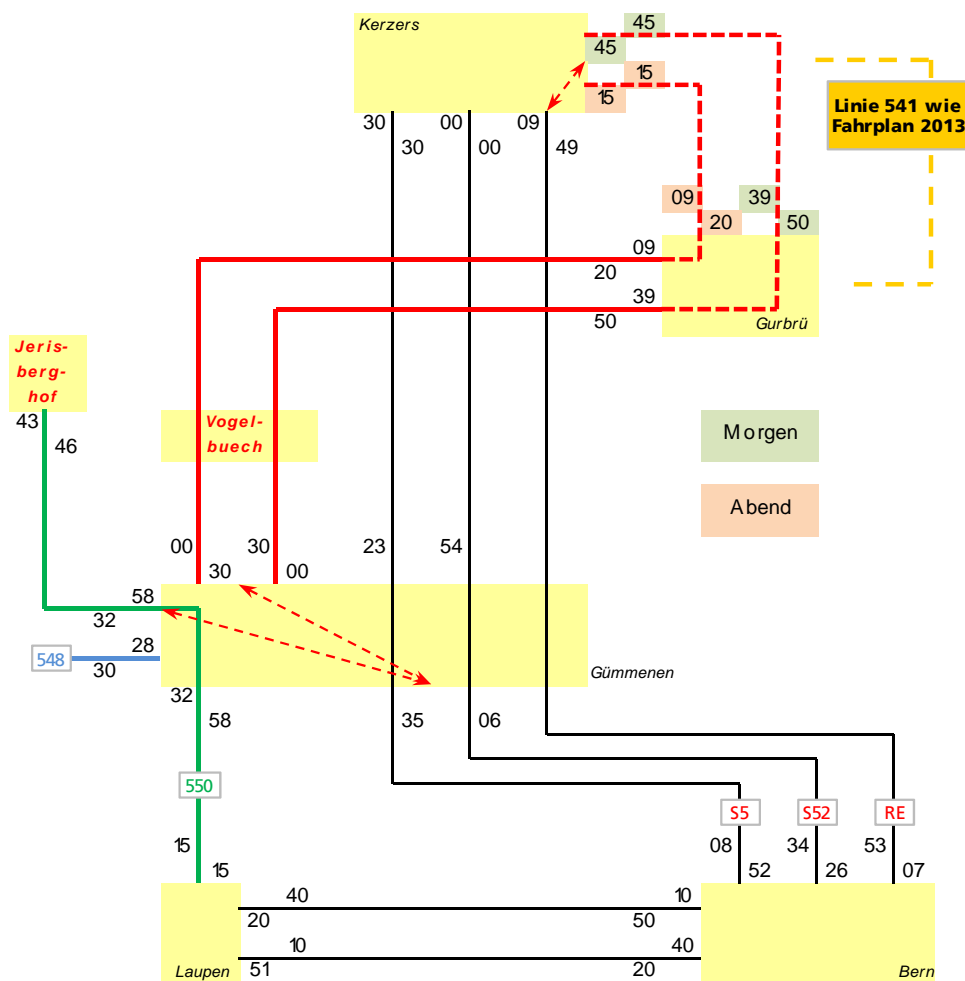 45
Kerzers
45
15
15
Linie 541 wie
Fahrplan 2013
30 00 09
30 00 49
09 39
20 50
09
20
39
50
Gurbrü
Jeris-
berg-
hof
43
46
Vogel-
buech
Morgen
Abend
00 30 23 54
30 00
58
32
28
548
30
Gümmenen
32
58 35 06
550
S5 S52 RE
15 08 34 53
15 52 26 07
40 10
20 50
10 40
51 20
Laupen Bern